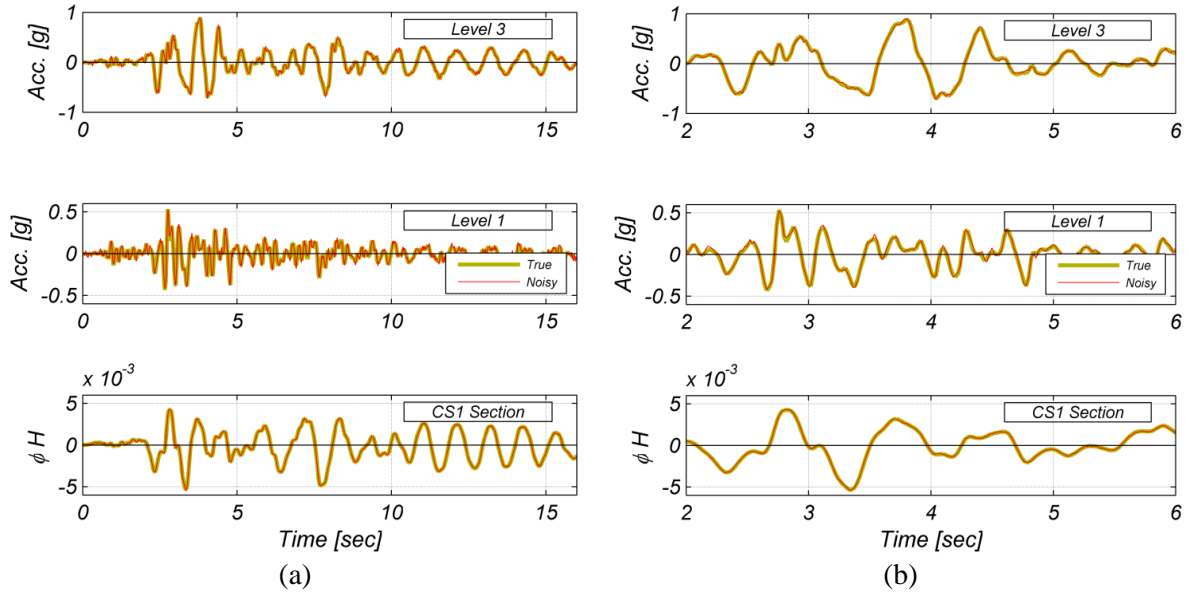 Level 3
Acc. [g]
1
0
-1
0 5 10 15
Level 1
Acc. [g]
0.5
0
-0.5
True
Noisy
0 5 10 15
x 10^-3
CS1 Section
ϕ H
5
0
-5
0 5 10 15
Time [sec]
(a)
Level 3
Acc. [g]
1
0
-1
2 3 4 5 6
Level 1
Acc. [g]
0.5
0
-0.5
True
Noisy
2 3 4 5 6
x 10^-3
CS1 Section
ϕ H
5
0
-5
2 3 4 5 6
Time [sec]
(b)